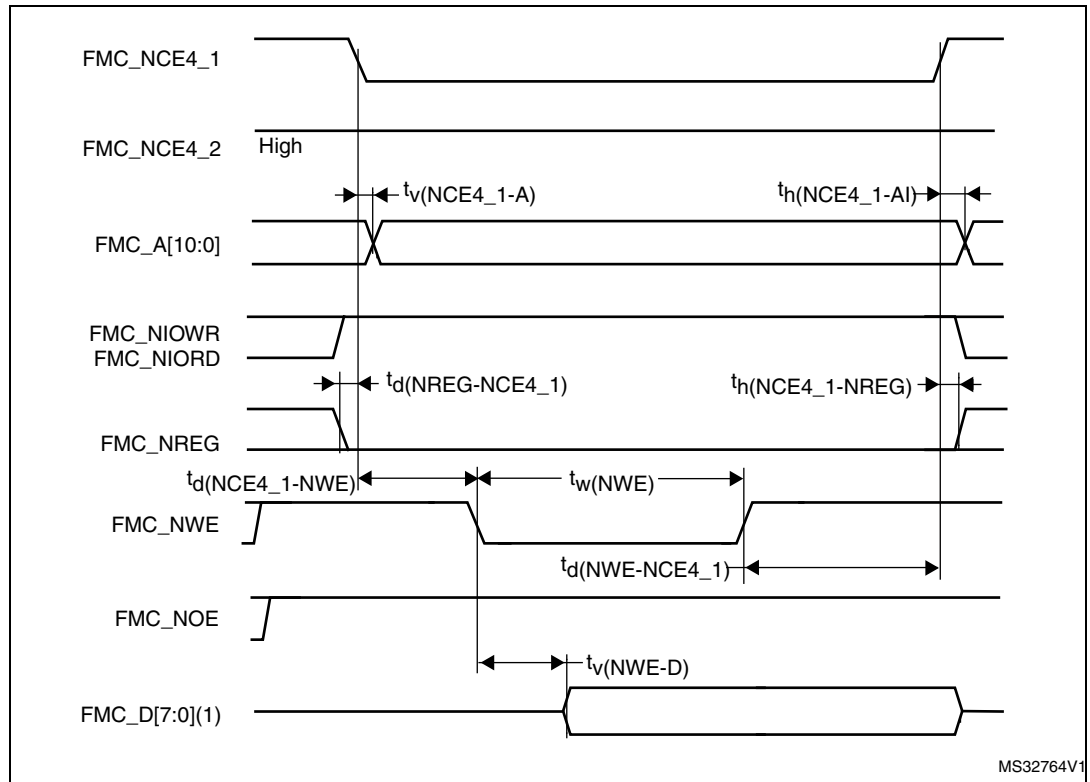 FMC_NCE4_1
FMC_NCE4_2
High
tv(NCE4_1-A)
th(NCE4_1-AI)
FMC_A[10:0]
FMC_NIOWR
FMC_NIORD
td(NREG-NCE4_1)
th(NCE4_1-NREG)
FMC_NREG
td(NCE4_1-NWE)
tw(NWE)
FMC_NWE
td(NWE-NCE4_1)
FMC_NOE
tv(NWE-D)
FMC_D[7:0](1)
MS32764V1